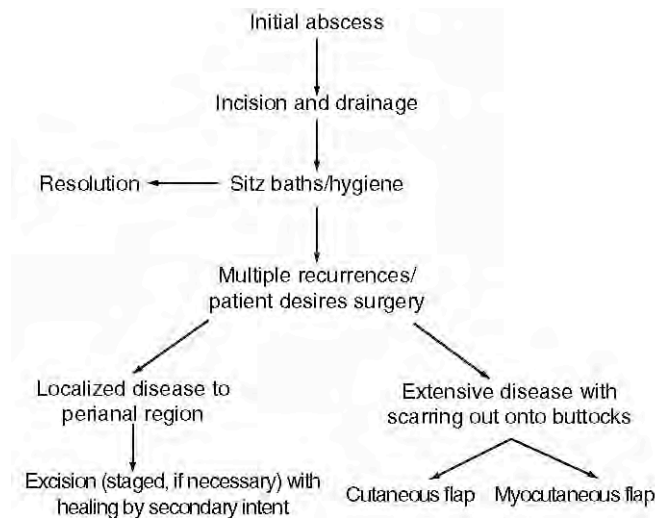 Initial abscess
Incision and drainage
Resolution
Sitz baths/hygiene
Multiple recurrences/
patient desires surgery
Localized disease to
perianal region
Extensive disease with
scarring out onto buttocks
Excision (staged, if necessary) with
healing by secondary intent
Cutaneous flap
Myocutaneous flap